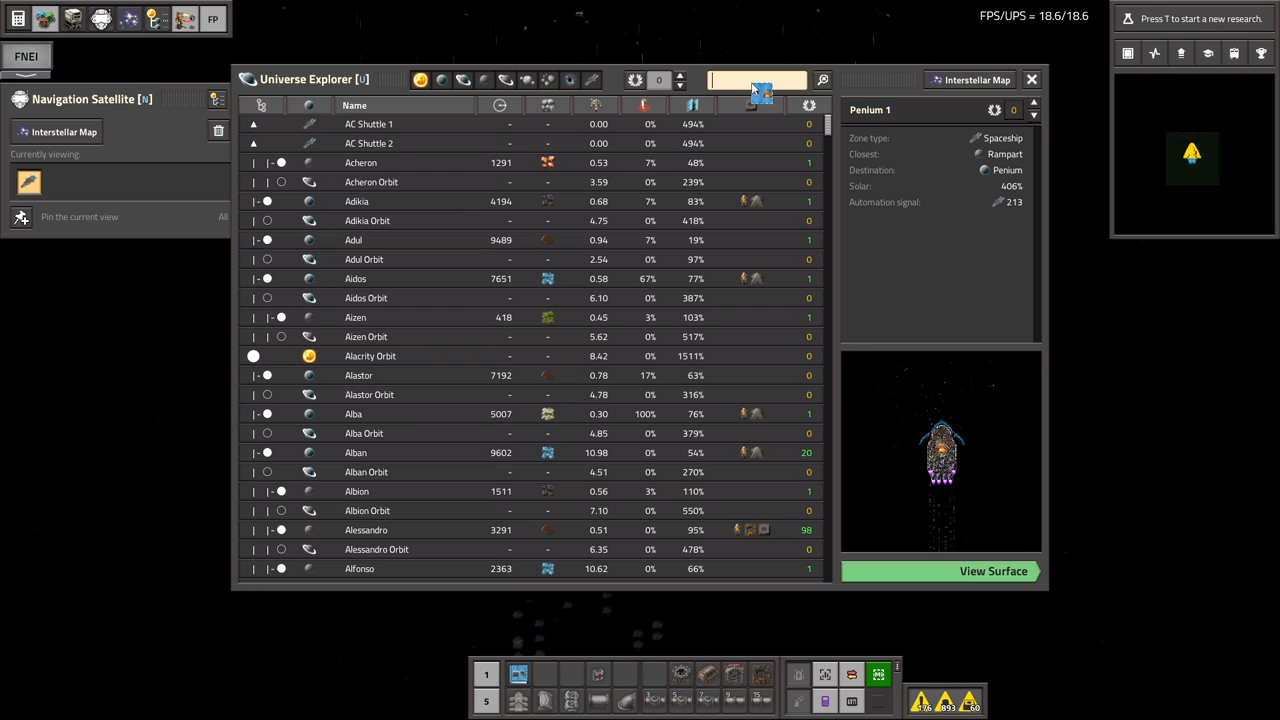 FP
FPS/UPS = 18.6/18.6
Press T to start a new research.
FNEI
Universe Explorer [U]
0
Interstellar Map
Navigation Satellite [N]
Interstellar Map
Currently viewing:
Pin the current view
All
Name
AC Shuttle 1 - - 0.00 0% 494% 0
AC Shuttle 2 - - 0.00 0% 494% 0
Acheron 1291 0.53 7% 48% 1
Acheron Orbit - - 3.59 0% 239% 0
Adikia 4194 0.68 7% 83% 1
Adikia Orbit - - 4.75 0% 418% 0
Adul 9489 0.94 7% 19% 1
Adul Orbit - - 2.54 0% 97% 0
Aidos 7651 0.58 67% 77% 1
Aidos Orbit - - 6.10 0% 387% 0
Aizen 418 0.45 3% 103% 1
Aizen Orbit - - 5.62 0% 517% 0
Alacrity Orbit - - 8.42 0% 1511% 0
Alastor 7192 0.78 17% 63% 1
Alastor Orbit - - 4.78 0% 316% 0
Alba 5007 0.30 100% 76% 1
Alba Orbit - - 4.85 0% 379% 0
Alban 9602 10.98 0% 54% 20
Alban Orbit - - 4.51 0% 270% 0
Albion 1511 0.56 3% 110% 1
Albion Orbit - - 7.10 0% 550% 0
Alessandro 3291 0.51 0% 95% 98
Alessandro Orbit - - 6.35 0% 478% 0
Alfonso 2363 10.62 0% 66% 1
Penium 1 0
Zone type: Spaceship
Closest: Rampart
Destination: Penium
Solar: 406%
Automation signal: 213
View Surface
1
5
3 5 7 9 15
176 893 60